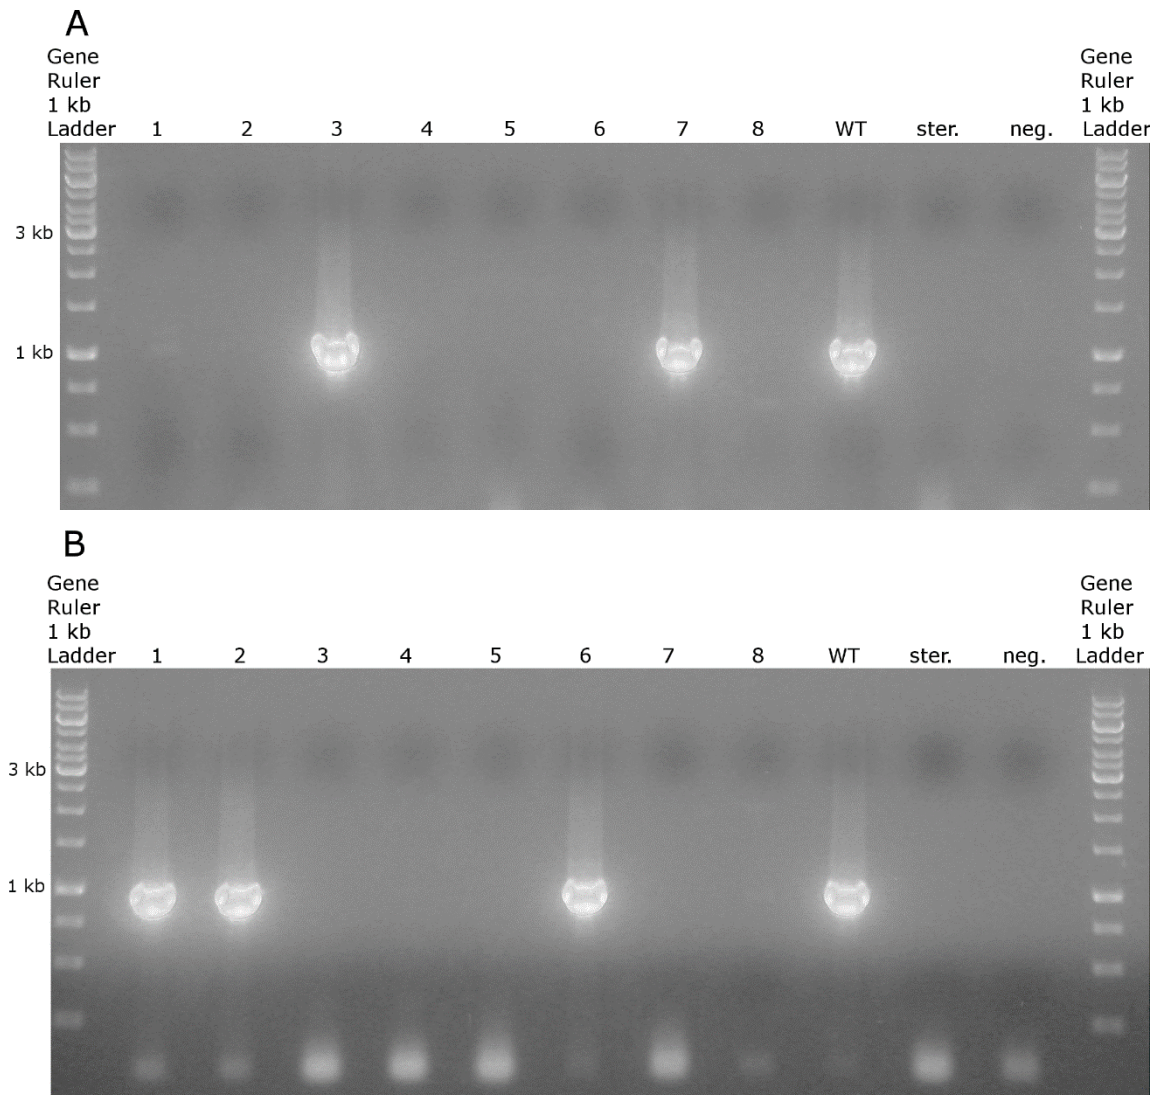 A
Gene
Ruler
1 kb
Ladder 1 2 3 4 5 6 7 8 WT ster. neg.
Gene
Ruler
1 kb
Ladder
3 kb
1 kb
B
Gene
Ruler
1 kb
Ladder 1 2 3 4 5 6 7 8 WT ster. neg.
Gene
Ruler
1 kb
Ladder
3 kb
1 kb